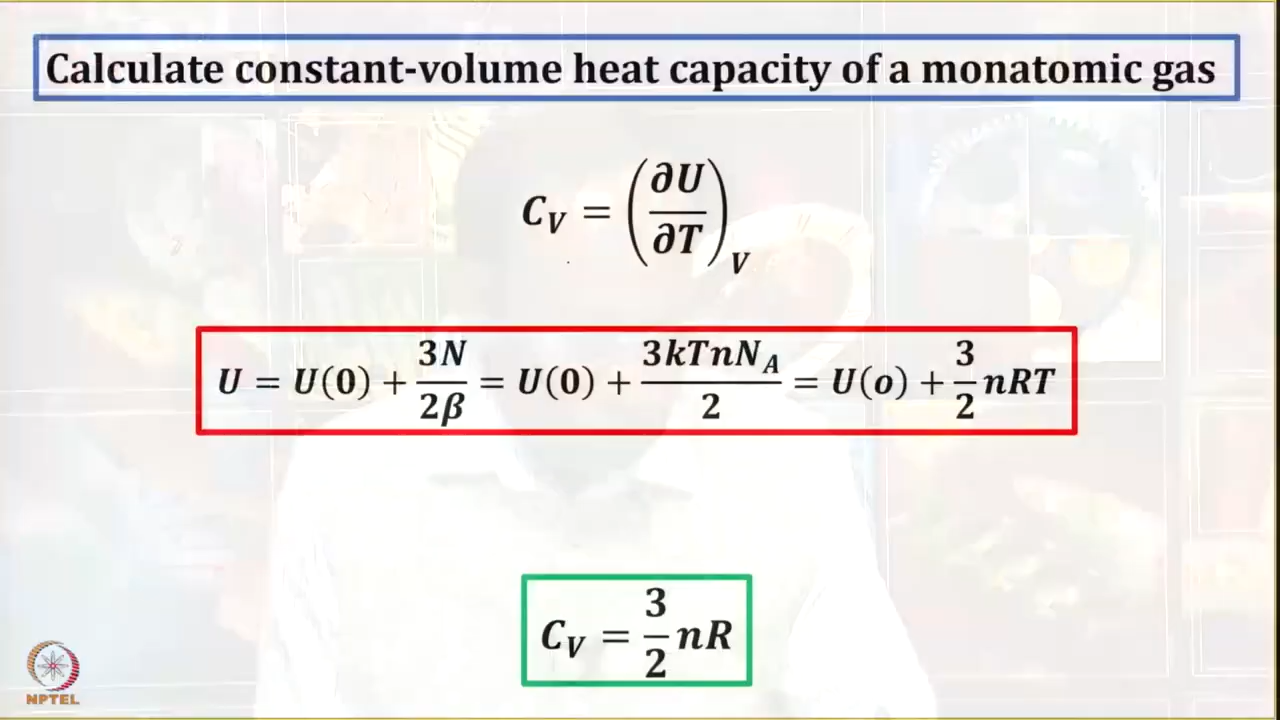 Calculate constant-volume heat capacity of a monatomic gas
C_V = (∂U/∂T)_V
U = U(0) + 3N/2β = U(0) + 3kTnN_A/2 = U(o) + 3/2 nRT
C_V = 3/2 nR
NPTEL